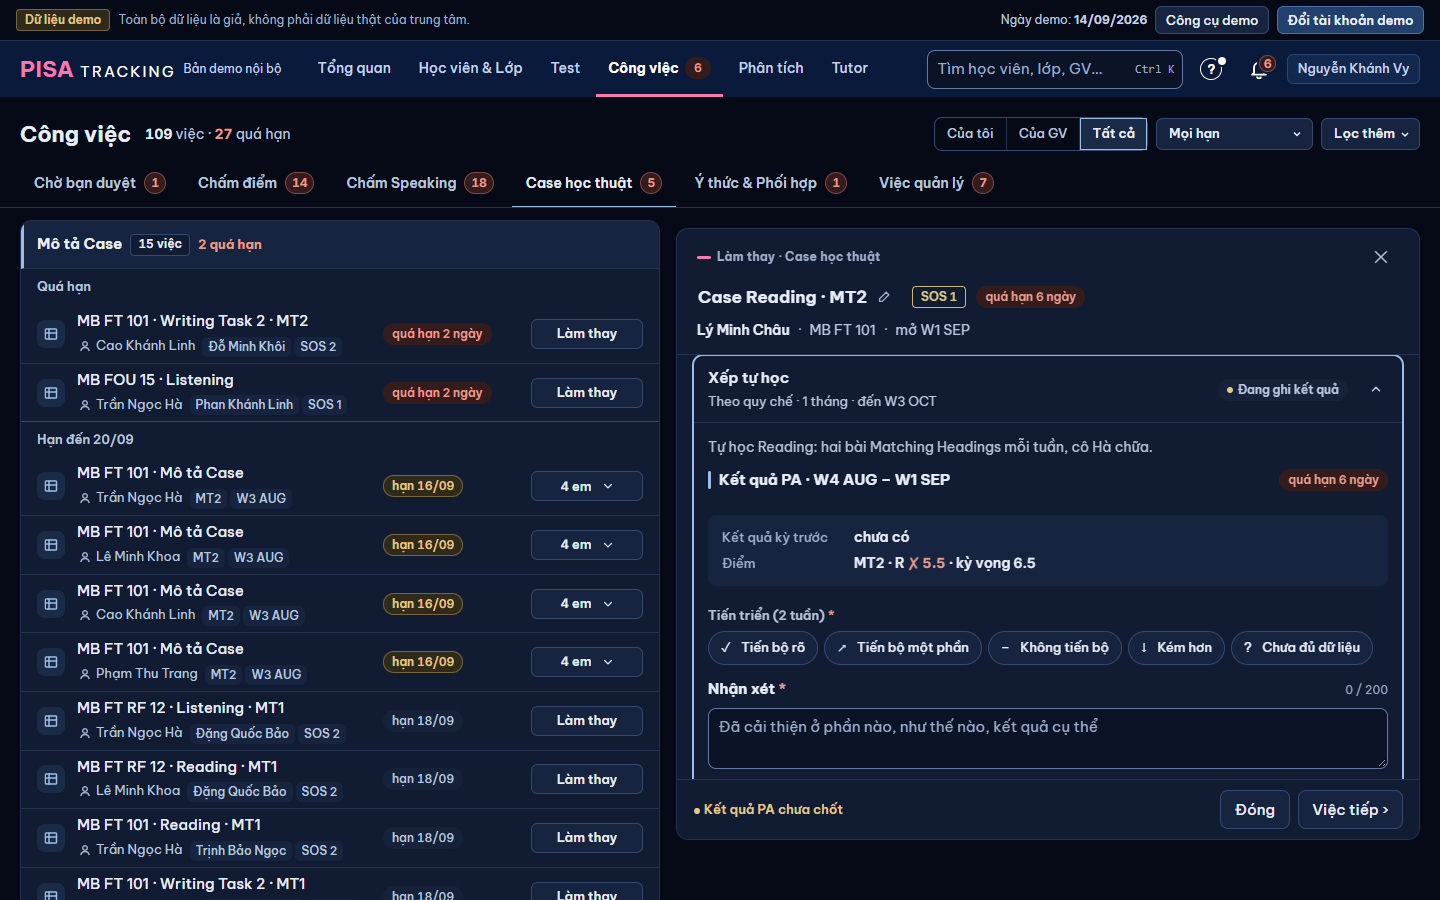 Dữ liệu demo Toàn bộ dữ liệu là giả, không phải dữ liệu thật của trung tâm. Ngày demo: 14/09/2026 Công cụ demo Đổi tài khoản demo
PISA TRACKING Bản demo nội bộ Tổng quan Học viên & Lớp Test Công việc 6 Phân tích Tutor Tìm học viên, lớp, GV... Ctrl K ? 6 Nguyễn Khánh Vy
Công việc 109 việc · 27 quá hạn Của tôi Của GV Tất cả Mọi hạn Lọc thêm
Chờ bạn duyệt 1 Chấm điểm 14 Chấm Speaking 18 Case học thuật 5 Ý thức & Phối hợp 1 Việc quản lý 7
Mô tả Case 15 việc 2 quá hạn
Quá hạn
MB FT 101 · Writing Task 2 · MT2
Cao Khánh Linh Đỗ Minh Khôi SOS 2
quá hạn 2 ngày Làm thay
MB FOU 15 · Listening
Trần Ngọc Hà Phan Khánh Linh SOS 1
quá hạn 2 ngày Làm thay
Hạn đến 20/09
MB FT 101 · Mô tả Case
Trần Ngọc Hà MT2 W3 AUG
hạn 16/09 4 em
MB FT 101 · Mô tả Case
Lê Minh Khoa MT2 W3 AUG
hạn 16/09 4 em
MB FT 101 · Mô tả Case
Cao Khánh Linh MT2 W3 AUG
hạn 16/09 4 em
MB FT 101 · Mô tả Case
Phạm Thu Trang MT2 W3 AUG
hạn 16/09 4 em
MB FT RF 12 · Listening · MT1
Trần Ngọc Hà Đặng Quốc Bảo SOS 2
hạn 18/09 Làm thay
MB FT RF 12 · Reading · MT1
Lê Minh Khoa Đặng Quốc Bảo SOS 2
hạn 18/09 Làm thay
MB FT 101 · Reading · MT1
Trần Ngọc Hà Trịnh Bảo Ngọc SOS 2
hạn 18/09 Làm thay
MB FT 101 · Writing Task 2 · MT1
hạn 18/09 Làm thay
Làm thay · Case học thuật
Case Reading · MT2 SOS 1 quá hạn 6 ngày
Lý Minh Châu · MB FT 101 · mở W1 SEP
Xếp tự học
Theo quy chế · 1 tháng · đến W3 OCT
Đang ghi kết quả
Tự học Reading: hai bài Matching Headings mỗi tuần, cô Hà chữa.
Kết quả PA · W4 AUG – W1 SEP quá hạn 6 ngày
Kết quả kỳ trước chưa có
Điểm MT2 · R ✗ 5.5 · kỳ vọng 6.5
Tiến triển (2 tuần) *
✓ Tiến bộ rõ ↗ Tiến bộ một phần – Không tiến bộ ↓ Kém hơn ? Chưa đủ dữ liệu
Nhận xét * 0 / 200
Đã cải thiện ở phần nào, như thế nào, kết quả cụ thể
Kết quả PA chưa chốt Đóng Việc tiếp ›